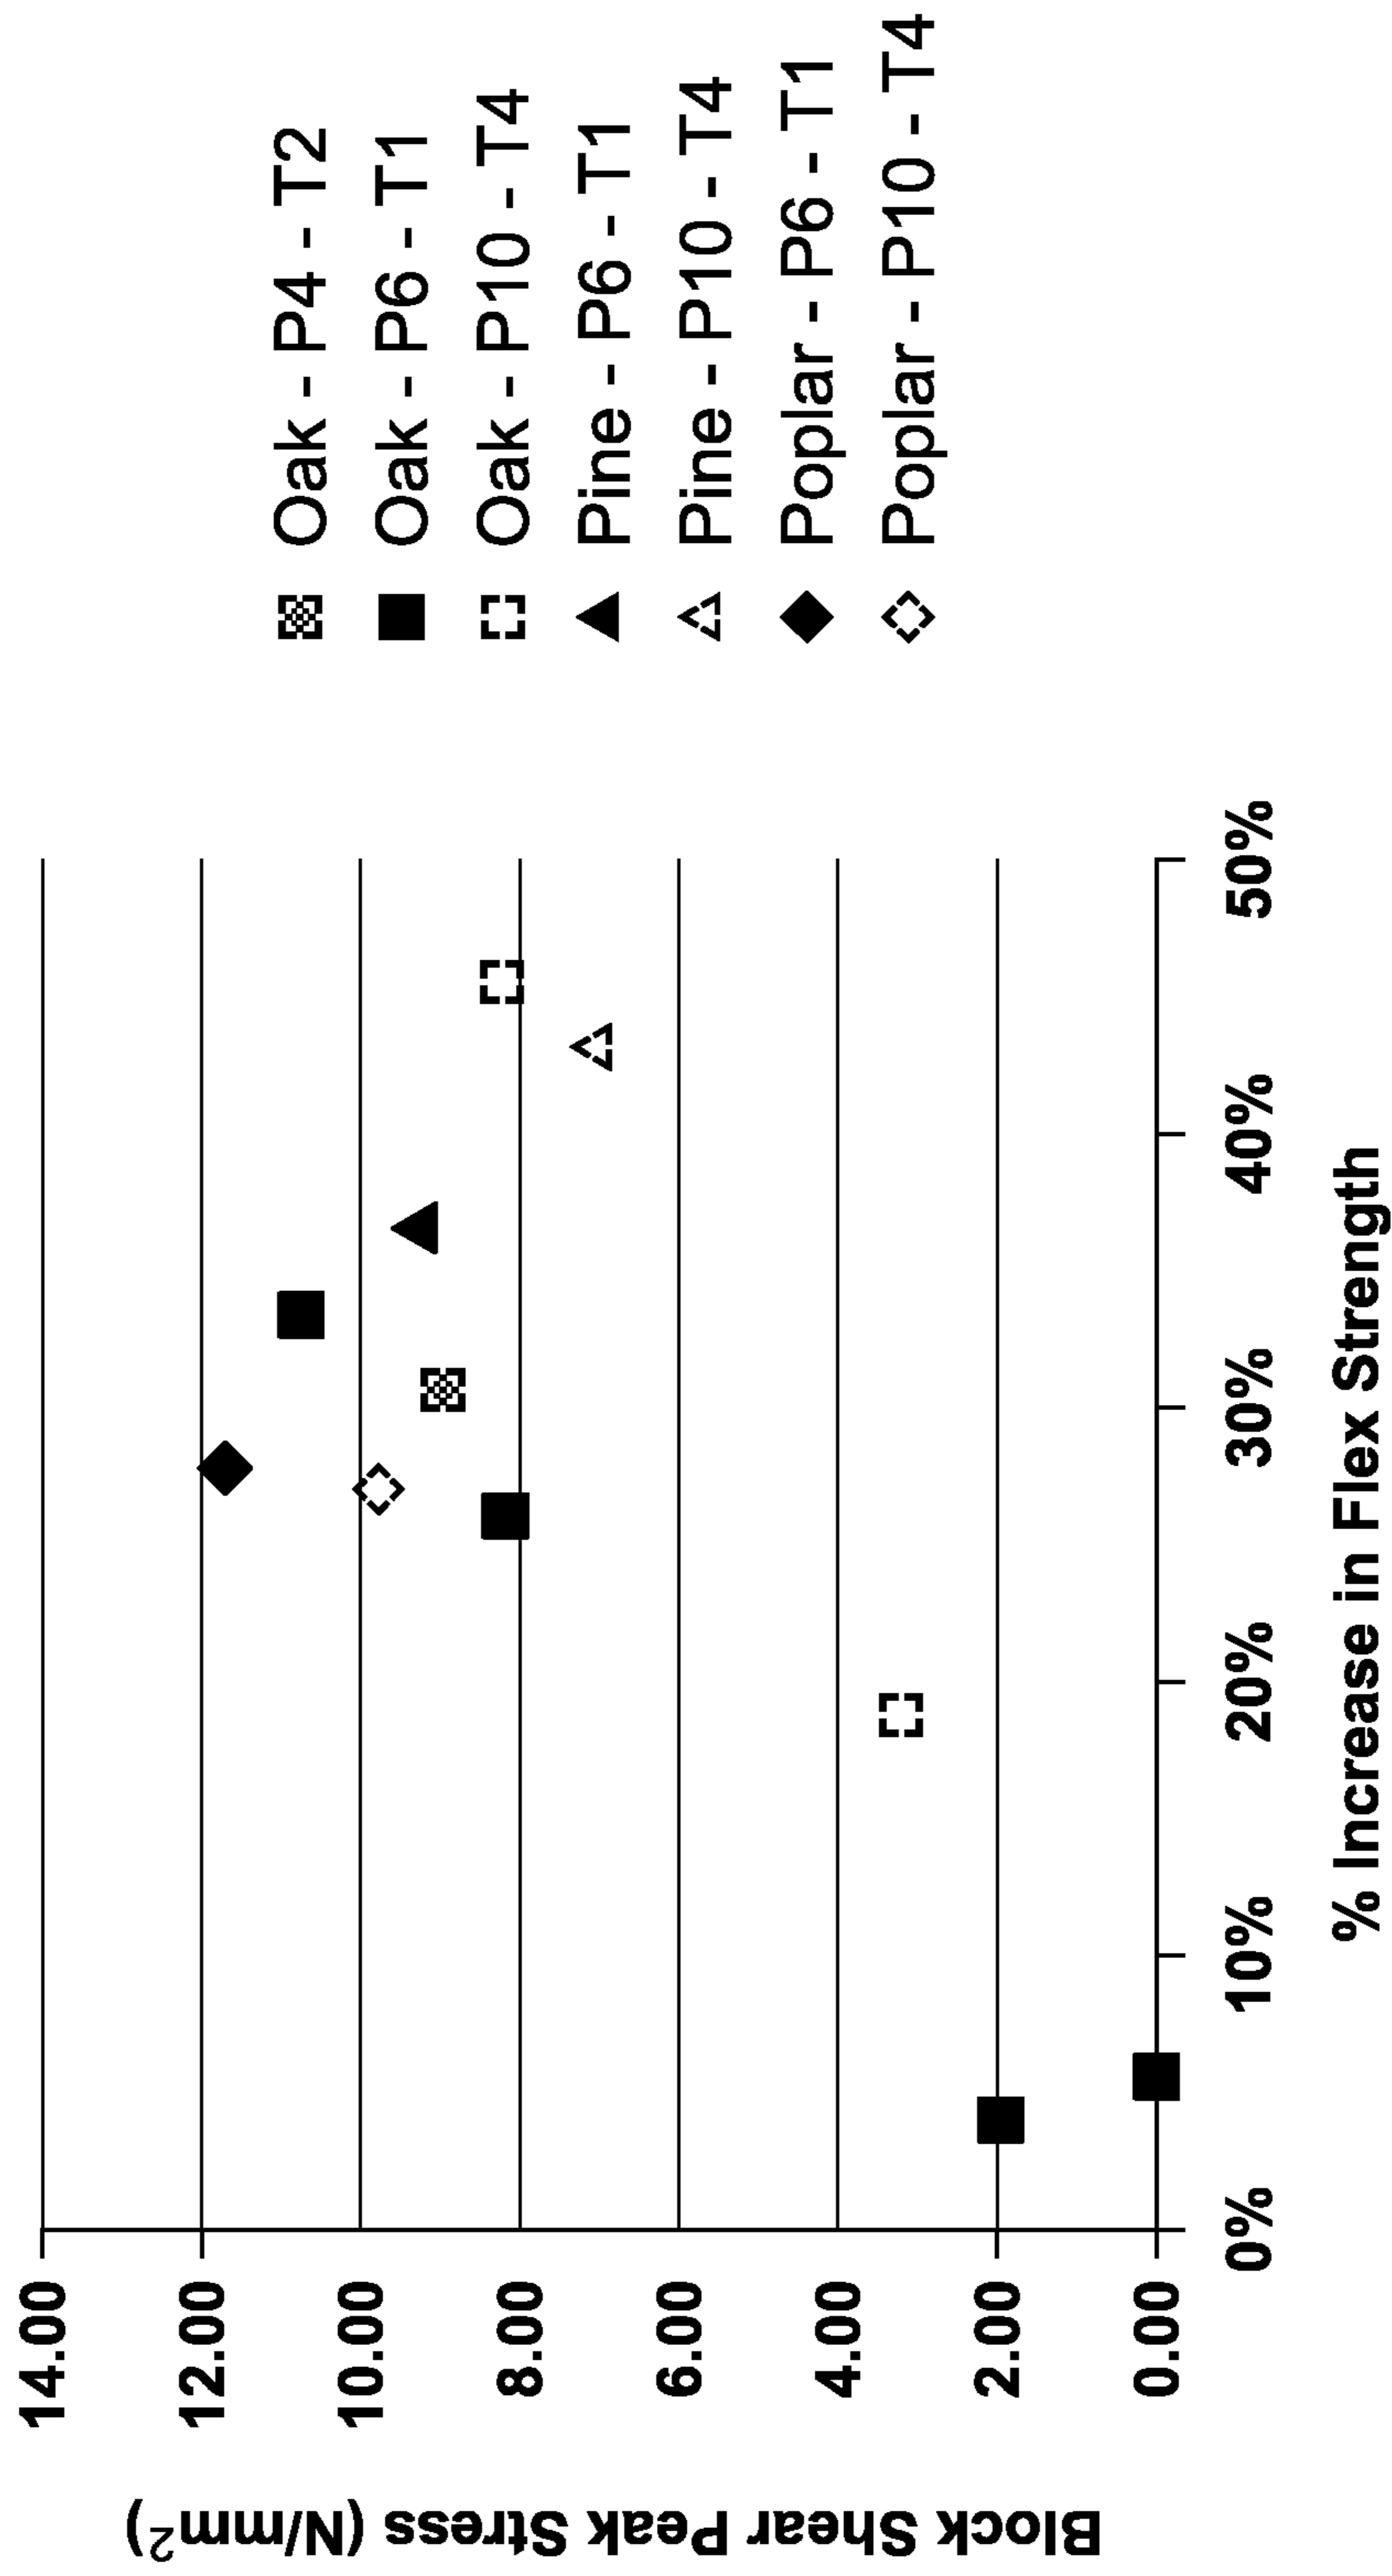 Block Shear Peak Stress (N/mm²)
14.00
12.00
10.00
8.00
6.00
4.00
2.00
0.00
0%
10%
20%
30%
40%
50%
% Increase in Flex Strength
Oak - P4 - T2
Oak - P6 - T1
Oak - P10 - T4
Pine - P6 - T1
Pine - P10 - T4
Poplar - P6 - T1
Poplar - P10 - T4